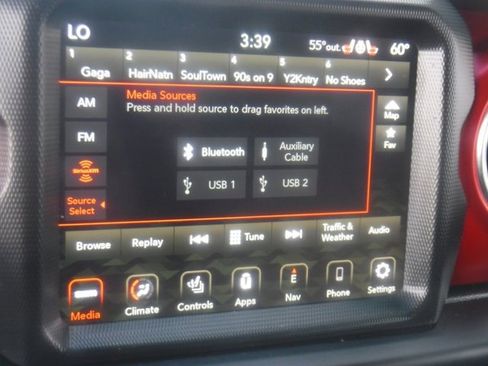 LO 3:39 55°out. 60°
1 2 3 4 5 6
Gaga HairNatn SoulTown 90s on 9 Y2Kntry No Shoes
Media Sources
Press and hold source to drag favorites on left.
AM
FM
SiriusXM
Source
Select
Bluetooth
Auxiliary
Cable
USB 1
USB 2
Map
Fav
Browse Replay Tune Traffic &
Weather Audio
E
Media Climate Controls Apps Nav Phone Settings